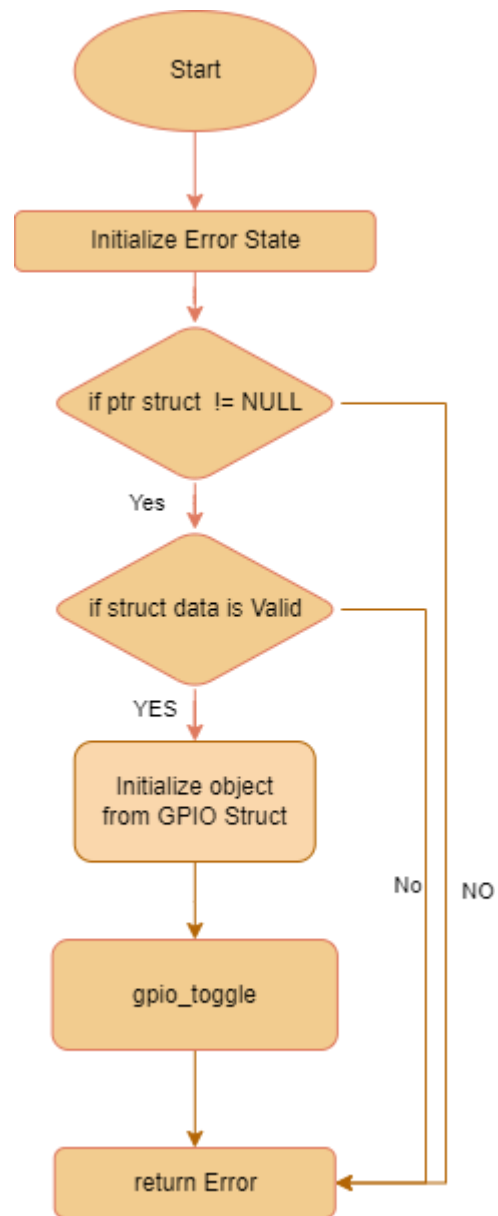 Start
Initialize Error State
if ptr struct != NULL
Yes
if struct data is Valid
YES
Initialize object
from GPIO Struct
No
NO
gpio_toggle
return Error